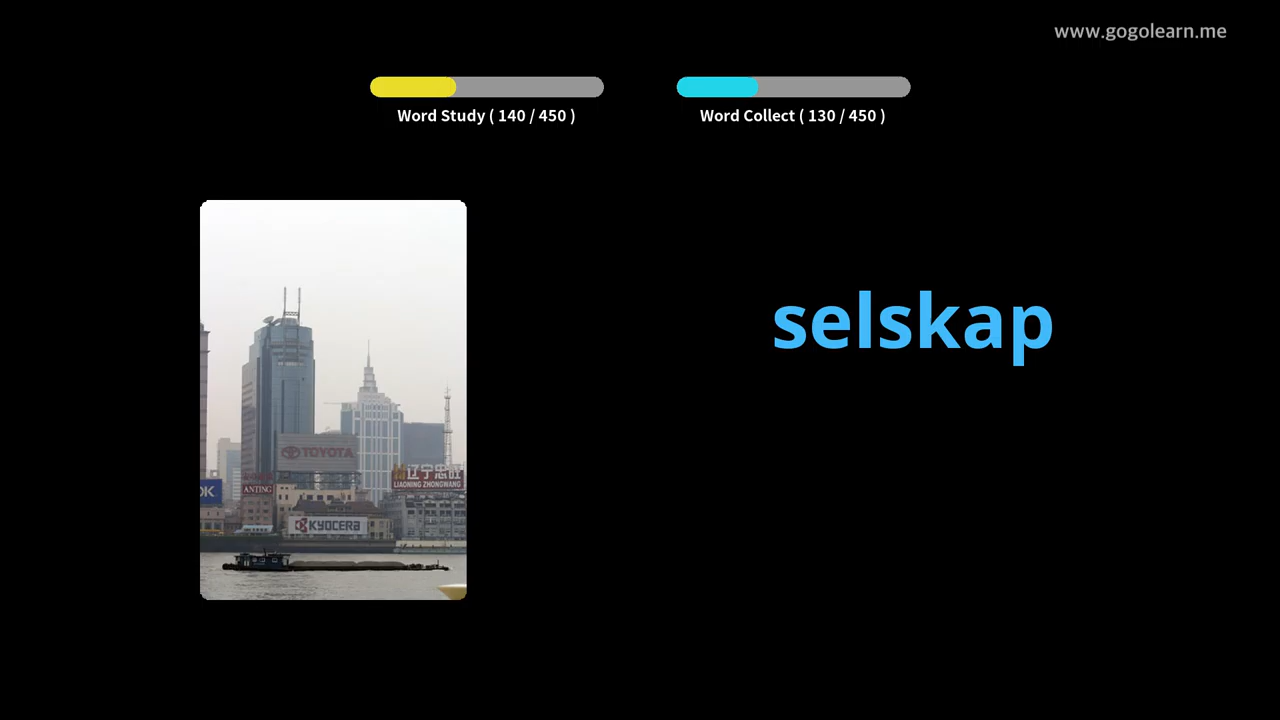 www.gogolearn.me
Word Study ( 140 / 450 )
Word Collect ( 130 / 450 )
selskap
TOYOTA
辽宁忠旺
LIAONING ZHONGWANG
OK
ANTING
KYOCERA